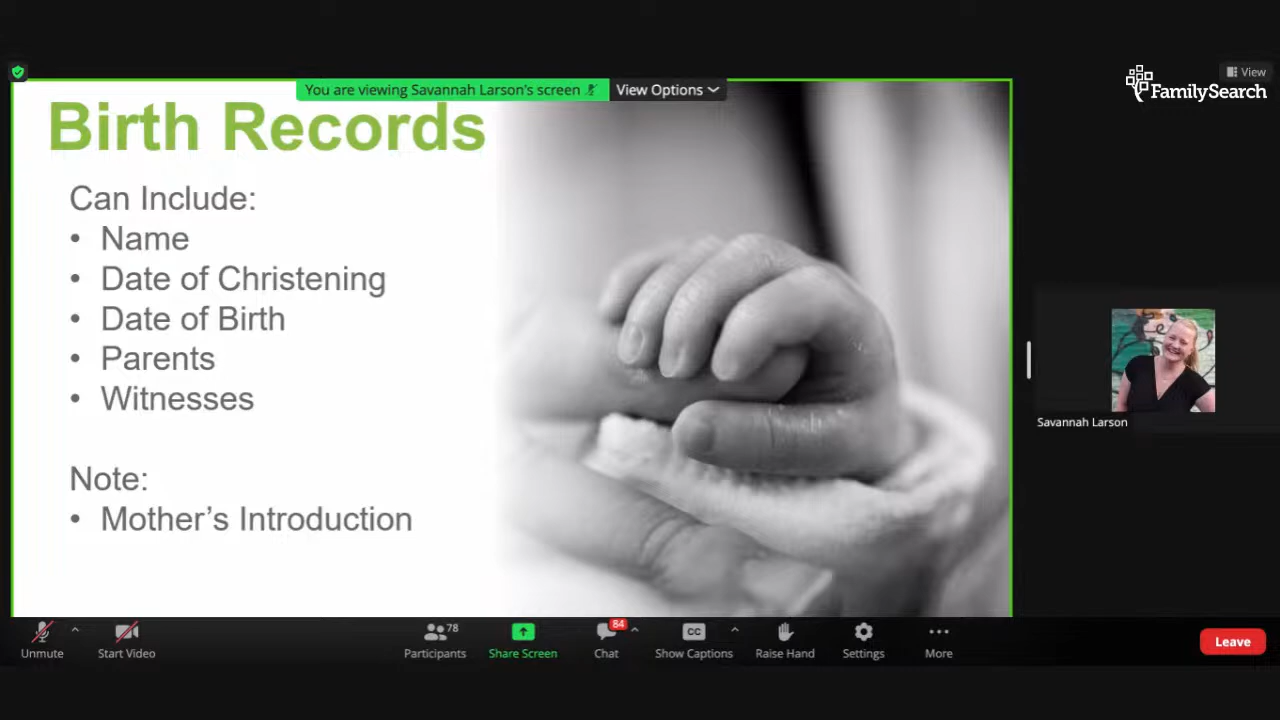 You are viewing Savannah Larson's screen
View Options
View
FamilySearch
Birth Records
Can Include:
• Name
• Date of Christening
• Date of Birth
• Parents
• Witnesses
Note:
• Mother's Introduction
Savannah Larson
Unmute
Start Video
Participants
78
Share Screen
Chat
84
CC
Show Captions
Raise Hand
Settings
More
Leave